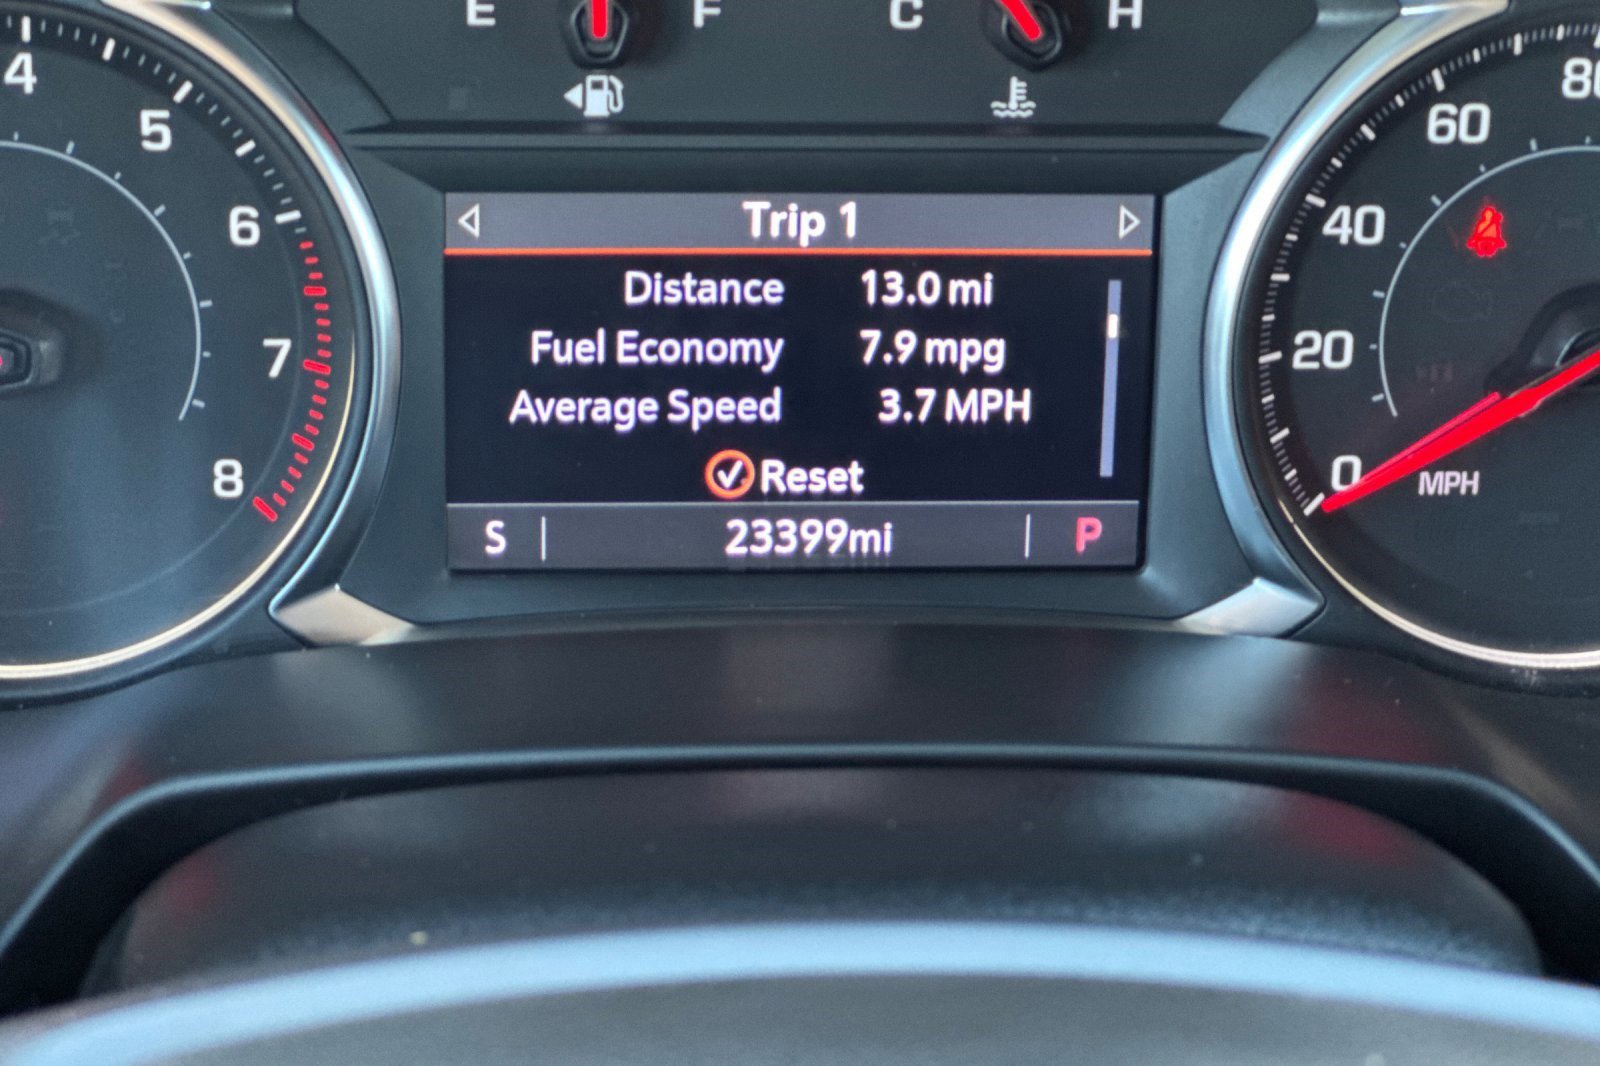 E F C H
4
5
6
7
8
Trip 1
Distance 13.0 mi
Fuel Economy 7.9 mpg
Average Speed 3.7 MPH
Reset
S 23399mi P
80
60
40
20
0
MPH